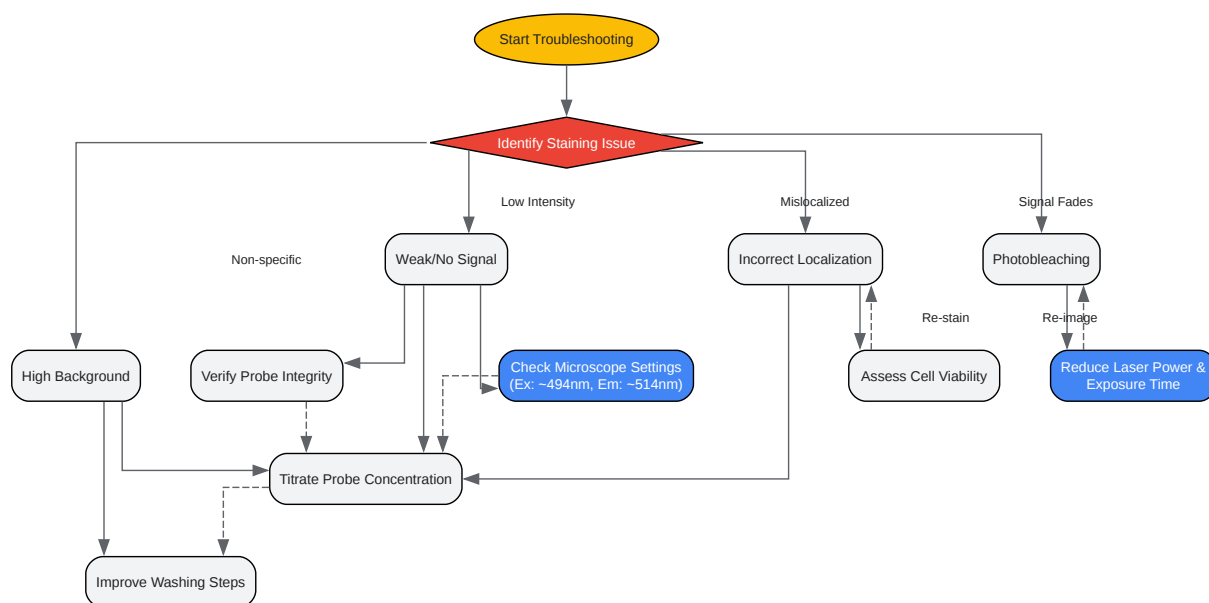 Start Troubleshooting
Identify Staining Issue
Low Intensity
Mislocalized
Signal Fades
Non-specific
Weak/No Signal
Incorrect Localization
Photobleaching
Re-stain
Re-image
High Background
Verify Probe Integrity
Check Microscope Settings
(Ex: ~494nm, Em: ~514nm)
Assess Cell Viability
Reduce Laser Power &
Exposure Time
Titrate Probe Concentration
Improve Washing Steps